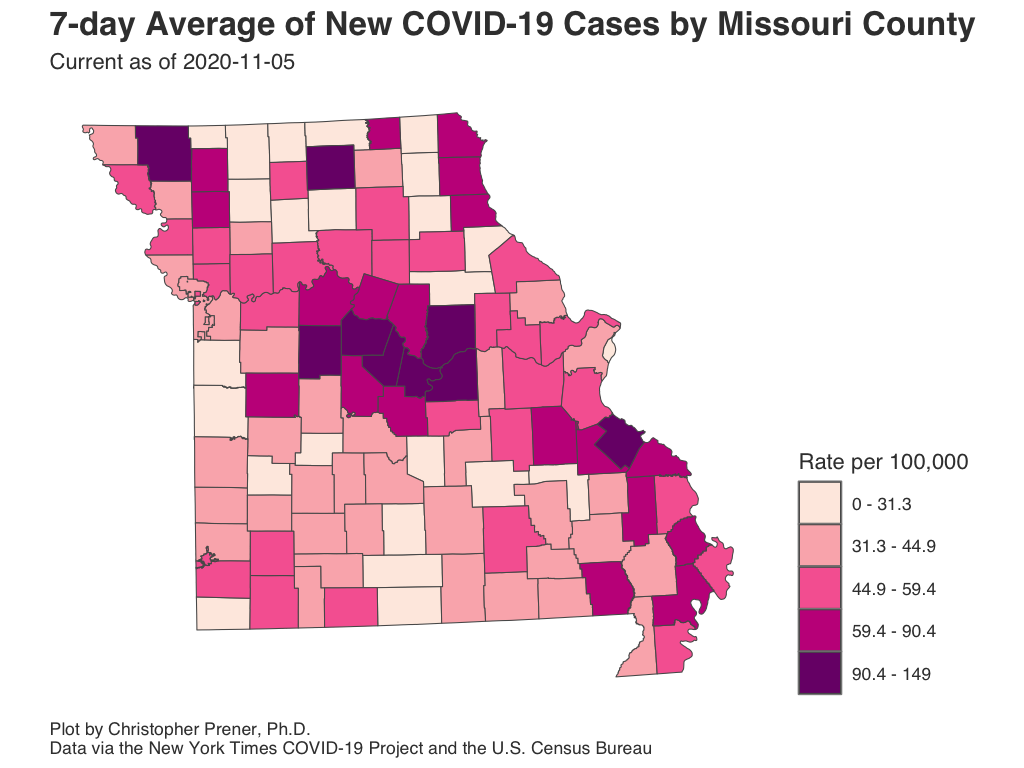 7-day Average of New COVID-19 Cases by Missouri County
Current as of 2020-11-05
Rate per 100,000
0 - 31.3
31.3 - 44.9
44.9 - 59.4
59.4 - 90.4
90.4 - 149
Plot by Christopher Prener, Ph.D.
Data via the New York Times COVID-19 Project and the U.S. Census Bureau